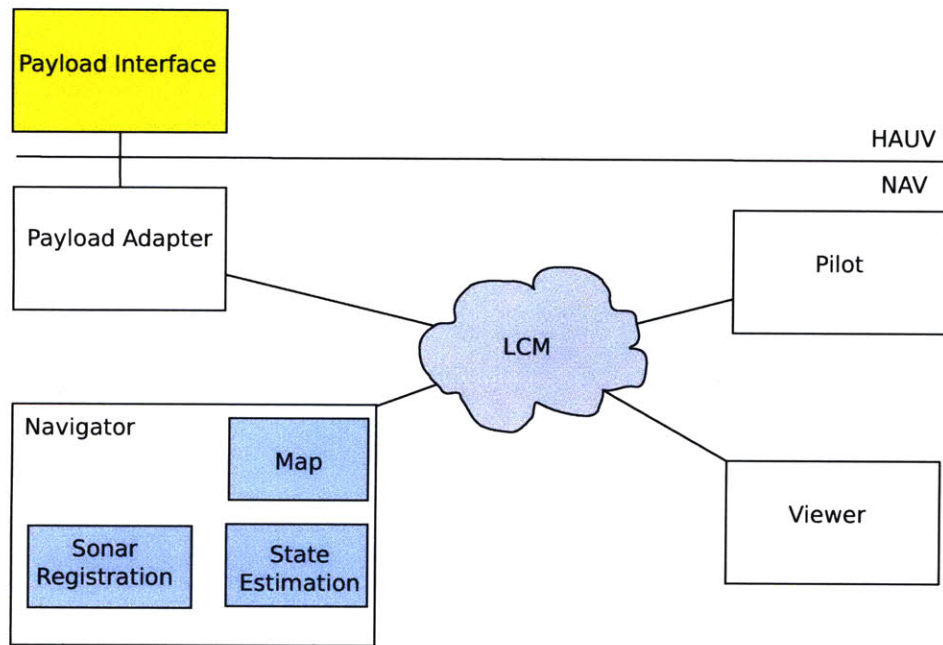 Payload Interface
HAUV
NAV
Payload Adapter
Pilot
LCM
Navigator
Map
Sonar
Registration
State
Estimation
Viewer